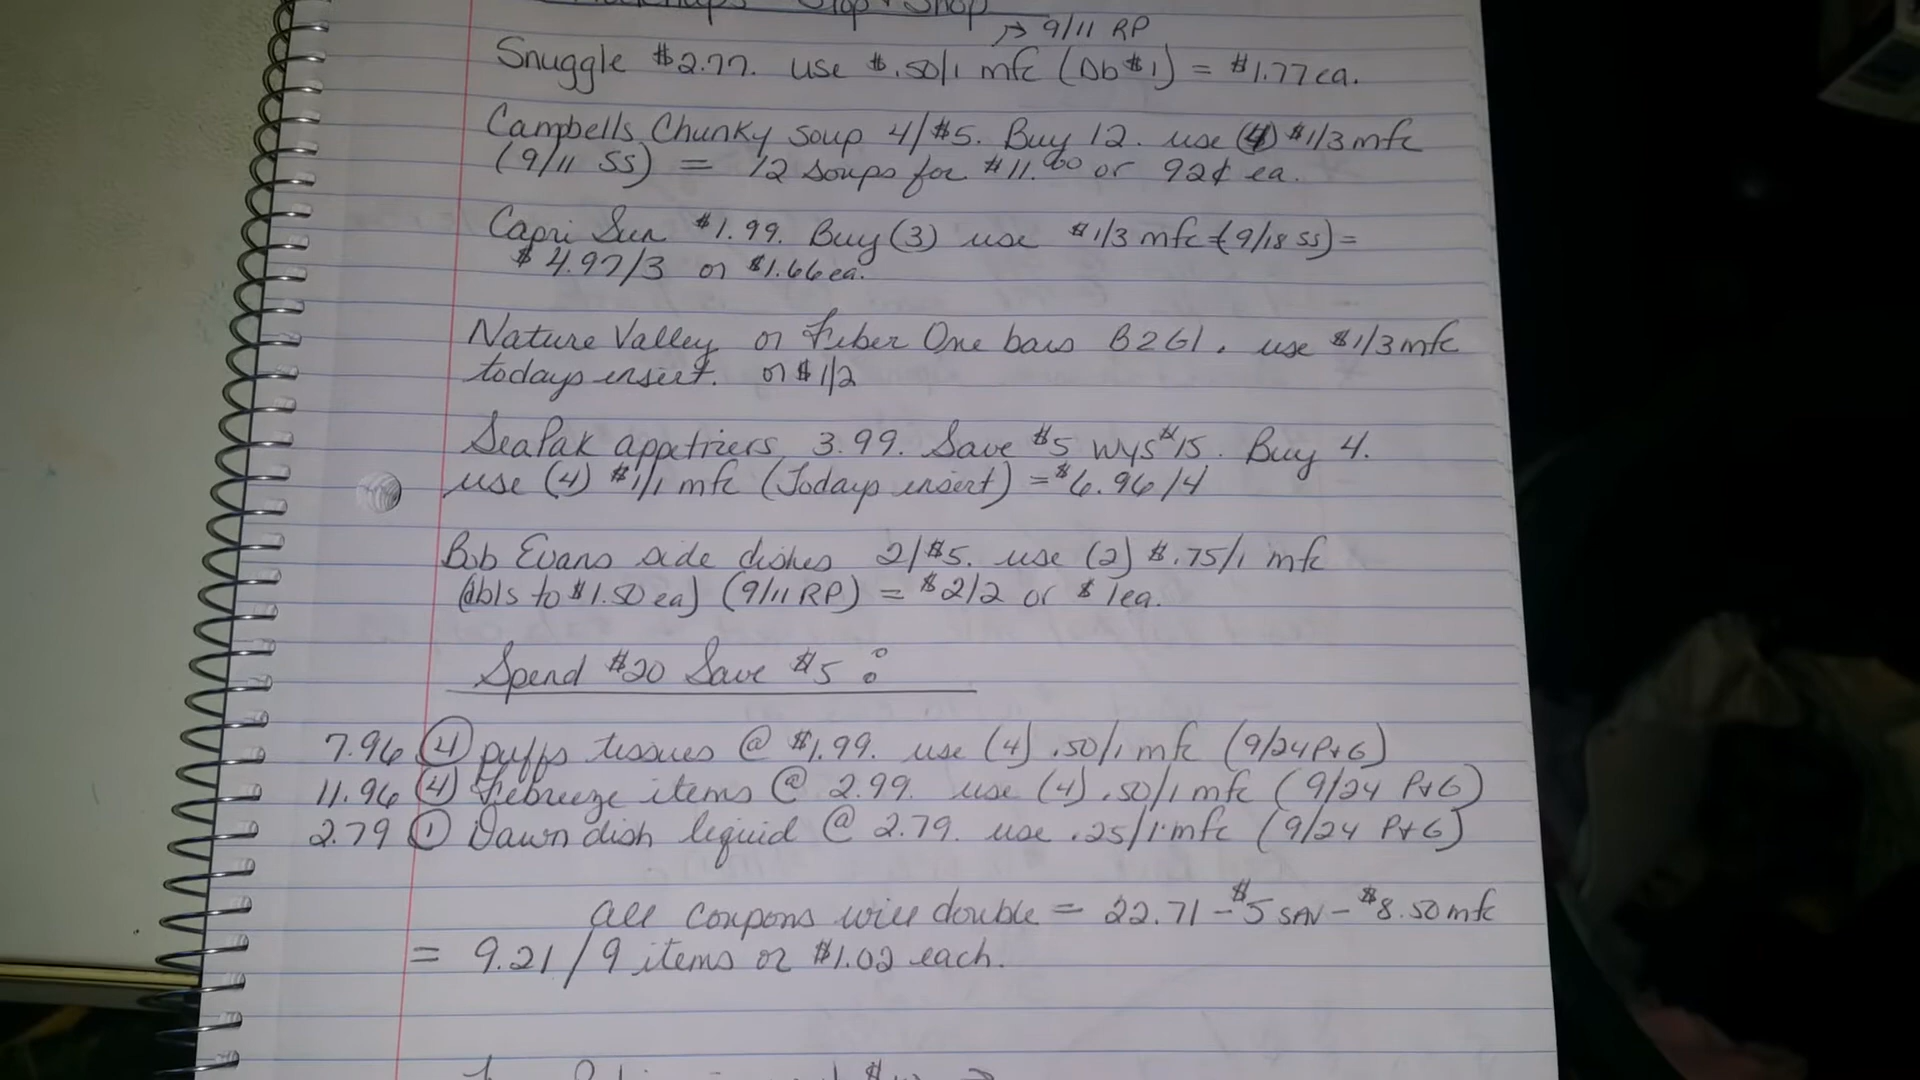 Matchups Stop & Shop
→ 9/11 RP
Snuggle $2.77. use $.50/1 mfc (Db $1) = $1.77 ea.
Campbells Chunky soup 4/$5. Buy 12. use (4) $1/3 mfc
(9/11 SS) = 12 soups for $11.00 or 92¢ ea.
Capri Sun $1.99. Buy (3) use $1/3 mfc (9/18 SS) =
$4.97/3 or $1.66 ea.
Nature Valley or Fiber One bars B2G1. use $1/3 mfc
todays insert. or $1/2
SeaPak appetizers 3.99. Save $5 wys $15. Buy 4.
use (4) $1/1 mfc (Todays insert) = $6.96/4
Bob Evans side dishes 2/$5. use (2) $.75/1 mfc
(dbls to $1.50 ea) (9/11 RP) = $2/2 or $1 ea.
Spend $20 Save $5 :
7.96 (4) puffs tissues @ $1.99. use (4) .50/1 mfc (9/24 P+G)
11.96 (4) Febreeze items @ 2.99. use (4) .50/1 mfc (9/24 P+G)
2.79 (1) Dawn dish liquid @ 2.79. use .25/1 mfc (9/24 P+G)
all coupons will double = 22.71 - $5 SAV - $8.50 mfc
= 9.21/9 items or $1.02 each.